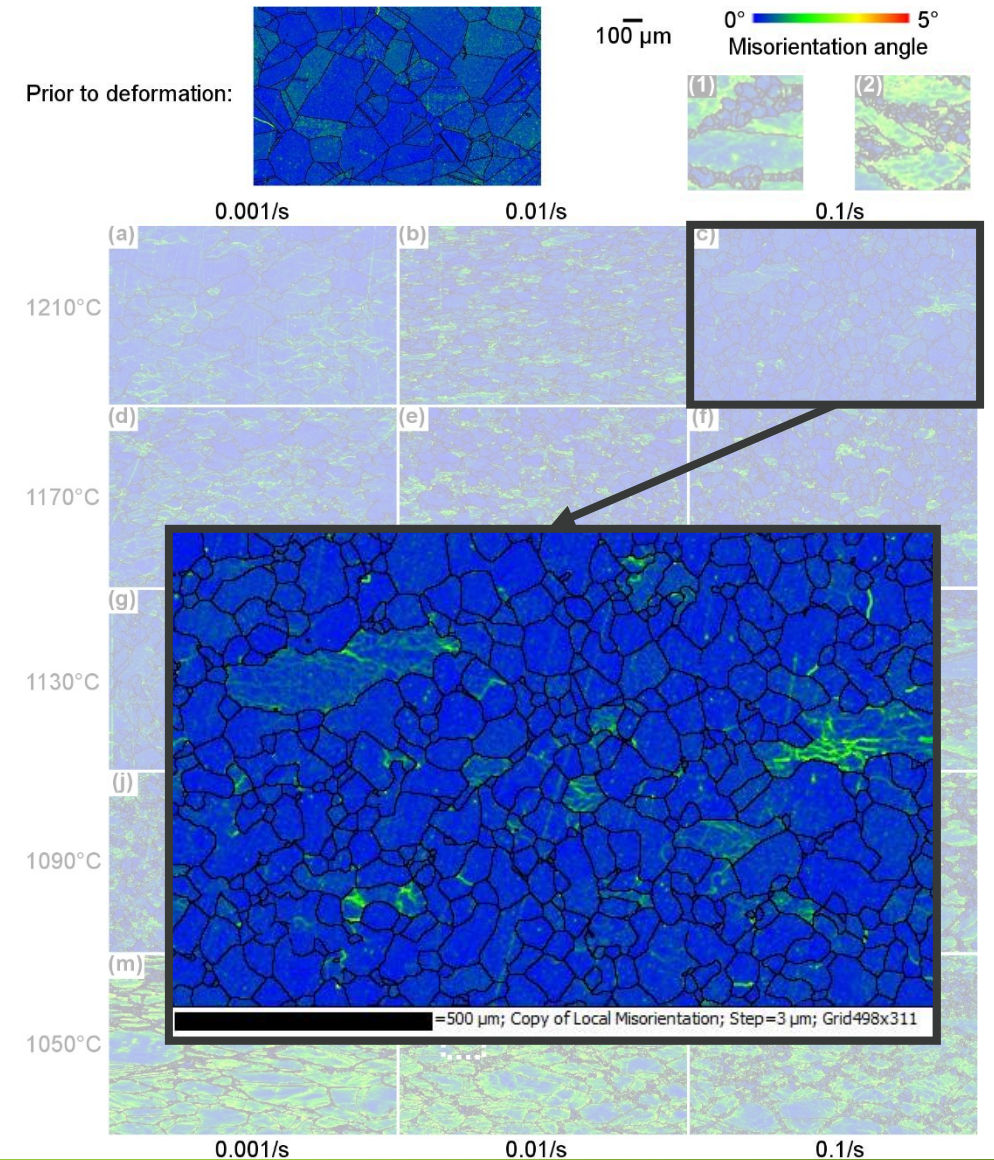 100 µm
0° 5°
Misorientation angle
Prior to deformation:
(1) (2)
0.001/s 0.01/s 0.1/s
(a) (b) c)
1210°C
(d) (e) (f)
1170°C
(g)
1130°C
(j)
1090°C
=500 µm; Copy of Local Misorientation; Step=3 µm; Grid498x311
(m)
1050°C
0.001/s 0.01/s 0.1/s